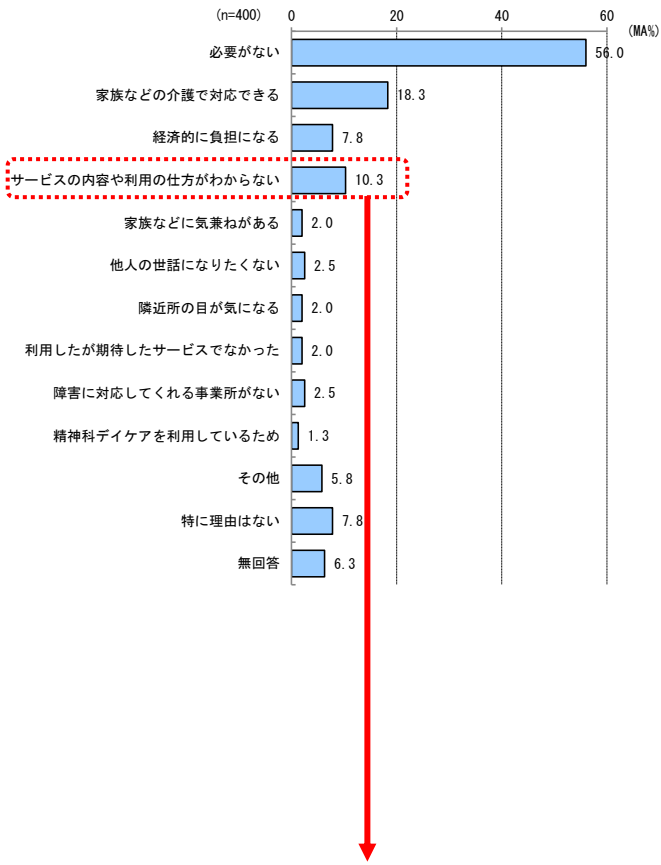 (n=400) 0 20 40 60
(MA%)
必要がない 56.0
家族などの介護で対応できる 18.3
経済的に負担になる 7.8
サービスの内容や利用の仕方がわからない 10.3
家族などに気兼ねがある 2.0
他人の世話になりたくない 2.5
隣近所の目が気になる 2.0
利用したが期待したサービスでなかった 2.0
障害に対応してくれる事業所がない 2.5
精神科デイケアを利用しているため 1.3
その他 5.8
特に理由はない 7.8
無回答 6.3